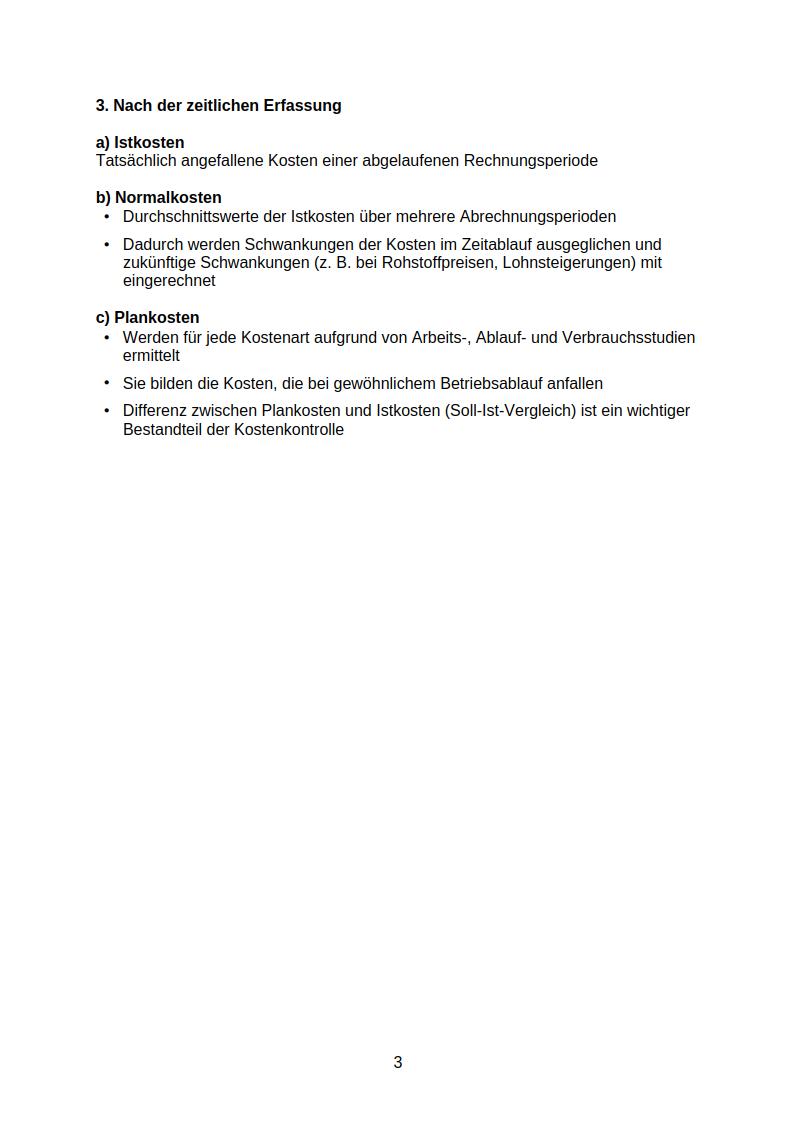 3. Nach der zeitlichen Erfassung
a) Istkosten
Tatsächlich angefallene Kosten einer abgelaufenen Rechnungsperiode
b) Normalkosten
• Durchschnittswerte der Istkosten über mehrere Abrechnungsperioden
• Dadurch werden Schwankungen der Kosten im Zeitablauf ausgeglichen und
zukünftige Schwankungen (z. B. bei Rohstoffpreisen, Lohnsteigerungen) mit
eingerechnet
c) Plankosten
• Werden für jede Kostenart aufgrund von Arbeits-, Ablauf- und Verbrauchsstudien
ermittelt
• Sie bilden die Kosten, die bei gewöhnlichem Betriebsablauf anfallen
• Differenz zwischen Plankosten und Istkosten (Soll-Ist-Vergleich) ist ein wichtiger
Bestandteil der Kostenkontrolle
3